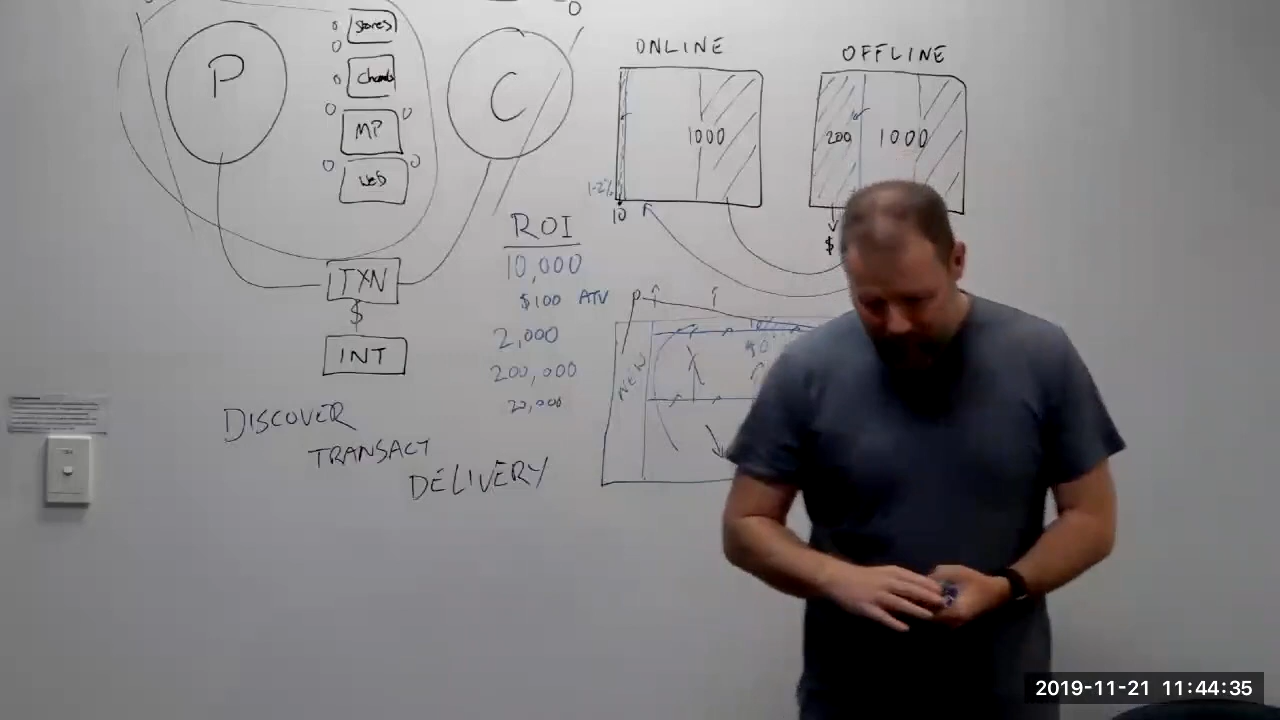 P
Stores
MP
Web
C
TXN
$
INT
DISCOVER
TRANSACT
DELIVERY
ROI
10,000
$100 ATV
2,000
200,000
20,000
ONLINE
1000
1-2%
10
OFFLINE
200 1000
$
P
NEW
2019-11-21 11:44:35